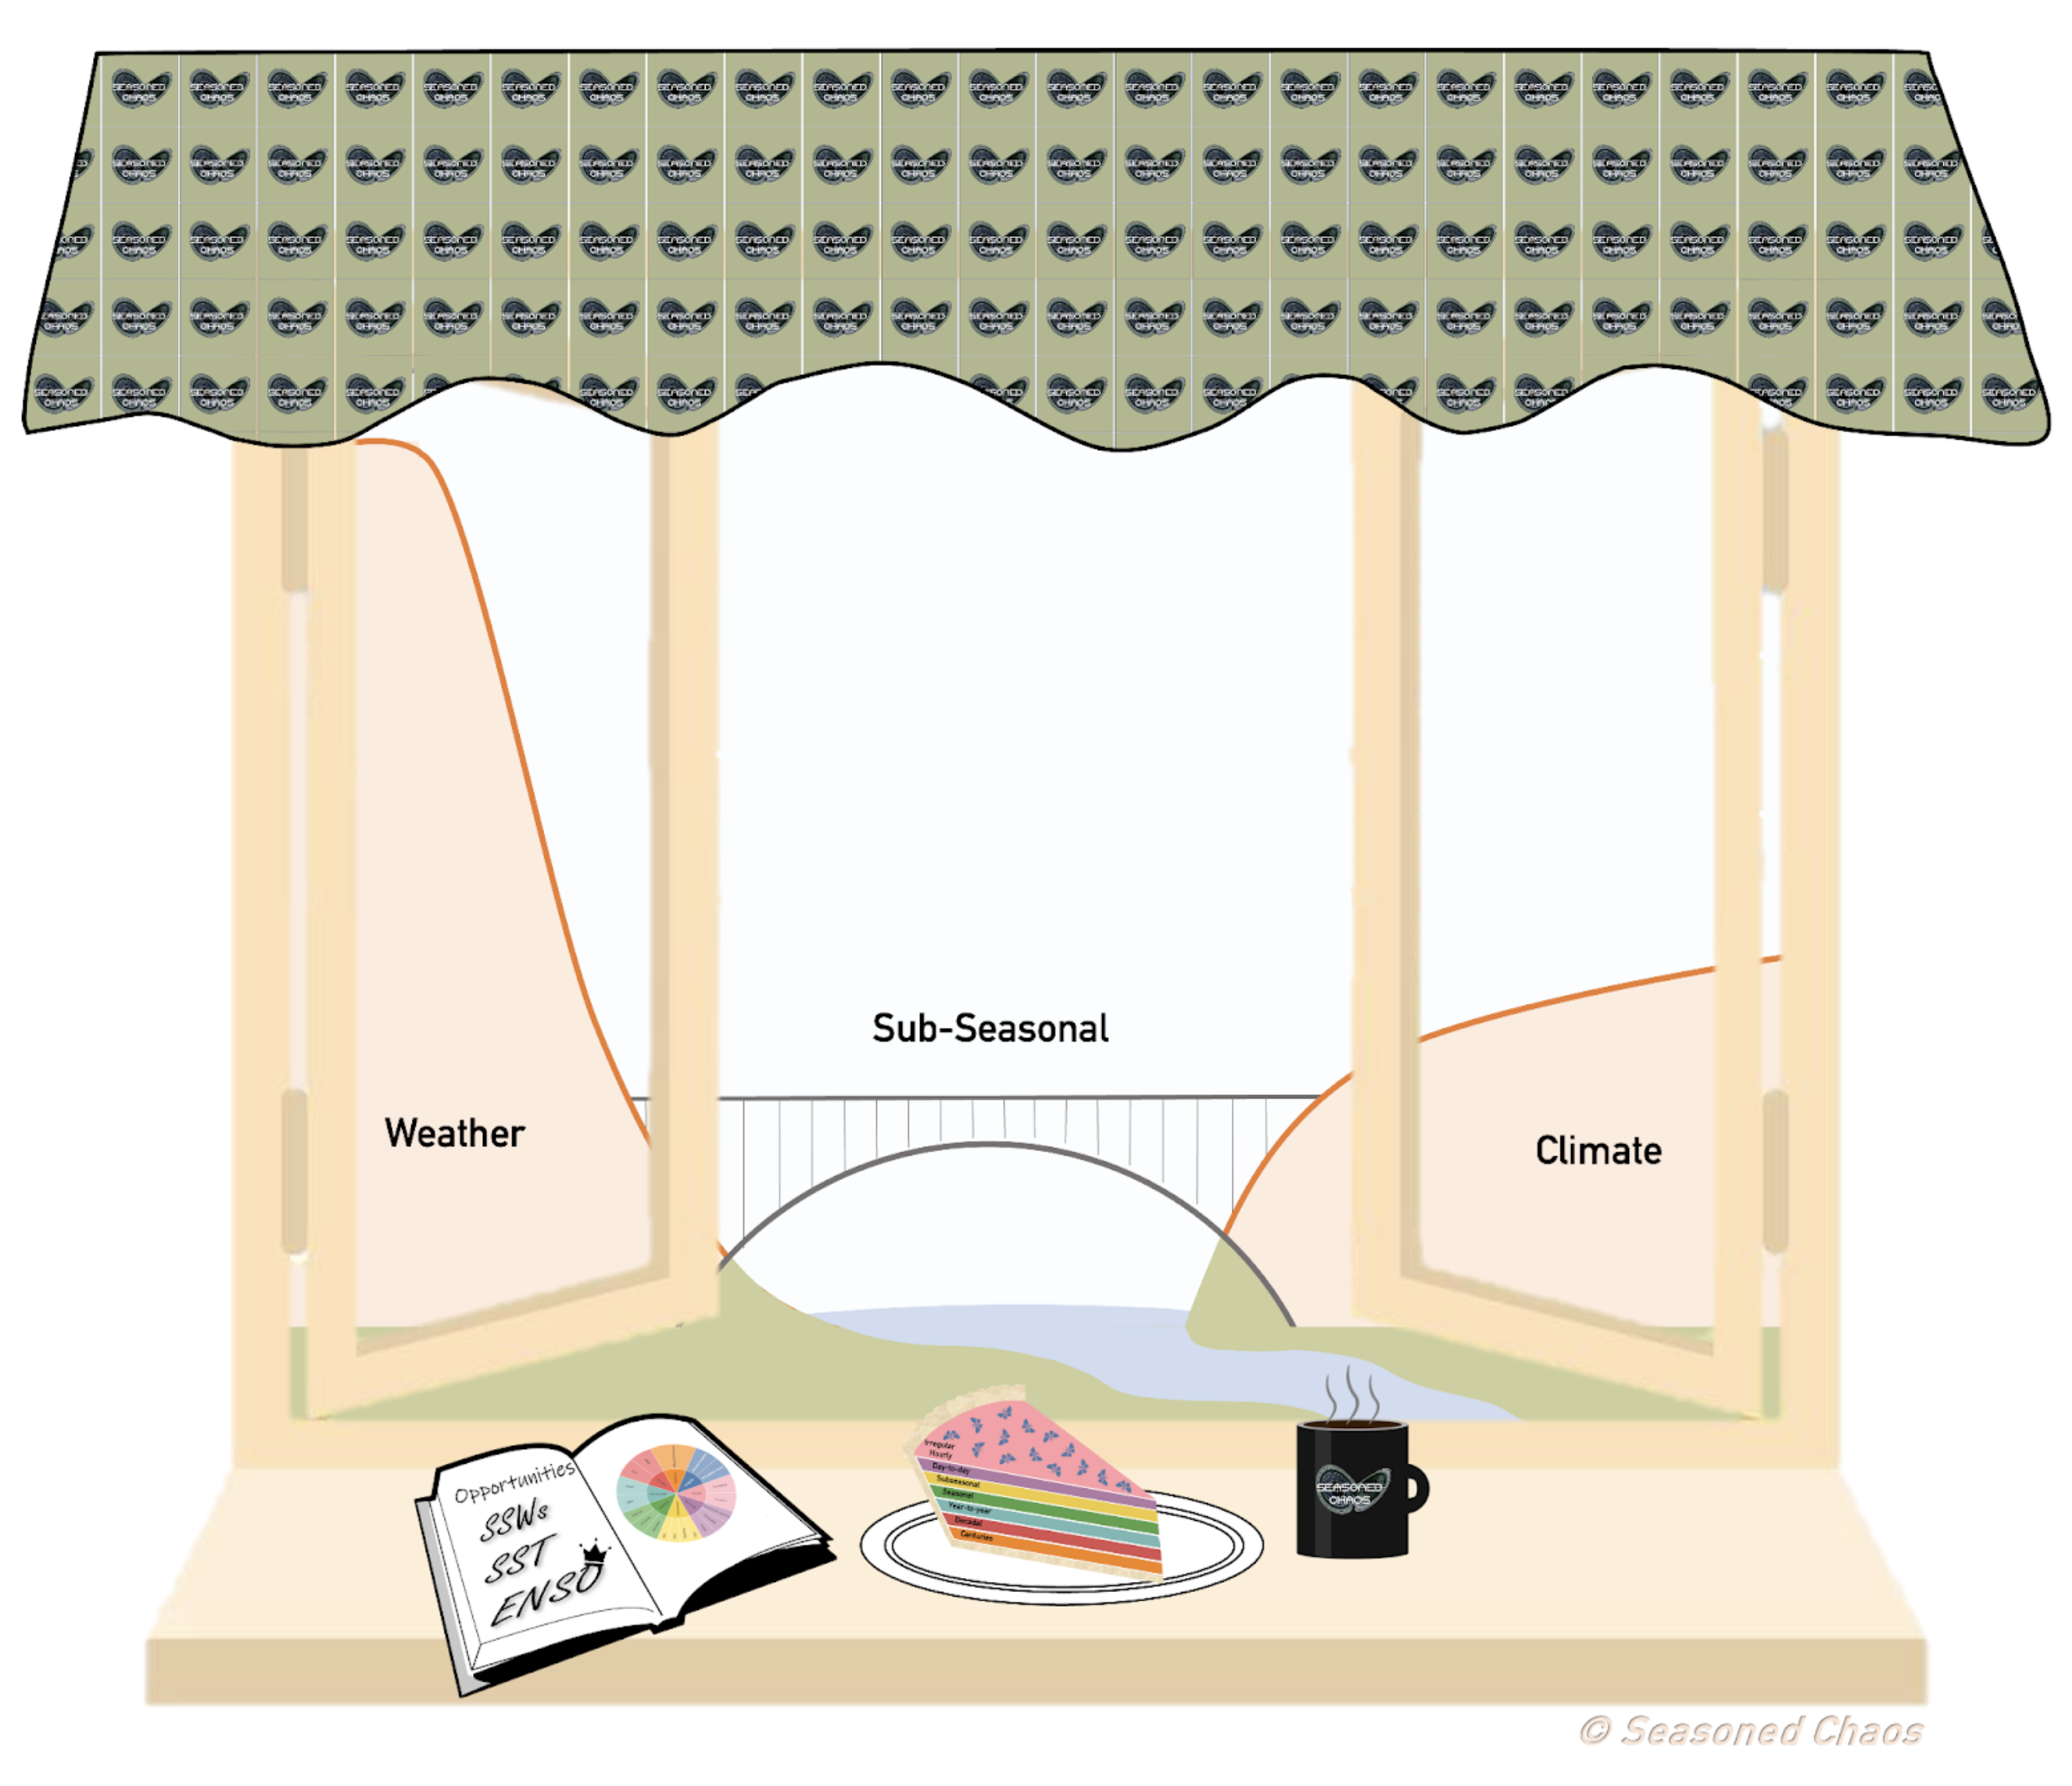 SEASONED
CHAOS
Sub-Seasonal
Weather
Climate
Opportunities
SSWs
SST
ENSO
Irregular
Hourly
Day-to-day
Subseasonal
Seasonal
Year-to-year
Decadal
Centuries
SEASONED
CHAOS
© Seasoned Chaos